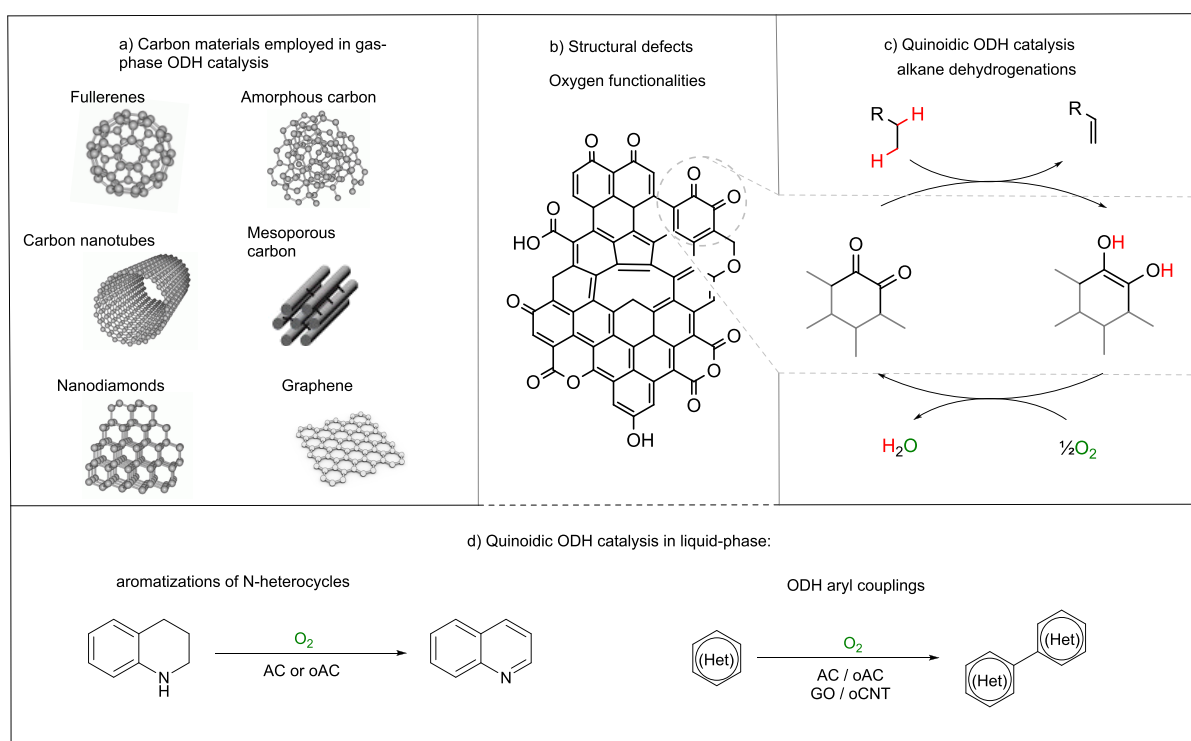 a) Carbon materials employed in gas-
phase ODH catalysis
Fullerenes
Amorphous carbon
Carbon nanotubes
Mesoporous
carbon
Nanodiamonds
Graphene
b) Structural defects
Oxygen functionalities
O
O
O
O
O
HO
O
O
O
O
O
O
O
OH
c) Quinoidic ODH catalysis
alkane dehydrogenations
R
H
H
R
O
O
OH
OH
H2O
½O2
d) Quinoidic ODH catalysis in liquid-phase:
aromatizations of N-heterocycles
N
H
O2
AC or oAC
N
ODH aryl couplings
(Het)
O2
AC / oAC
GO / oCNT
(Het)
(Het)